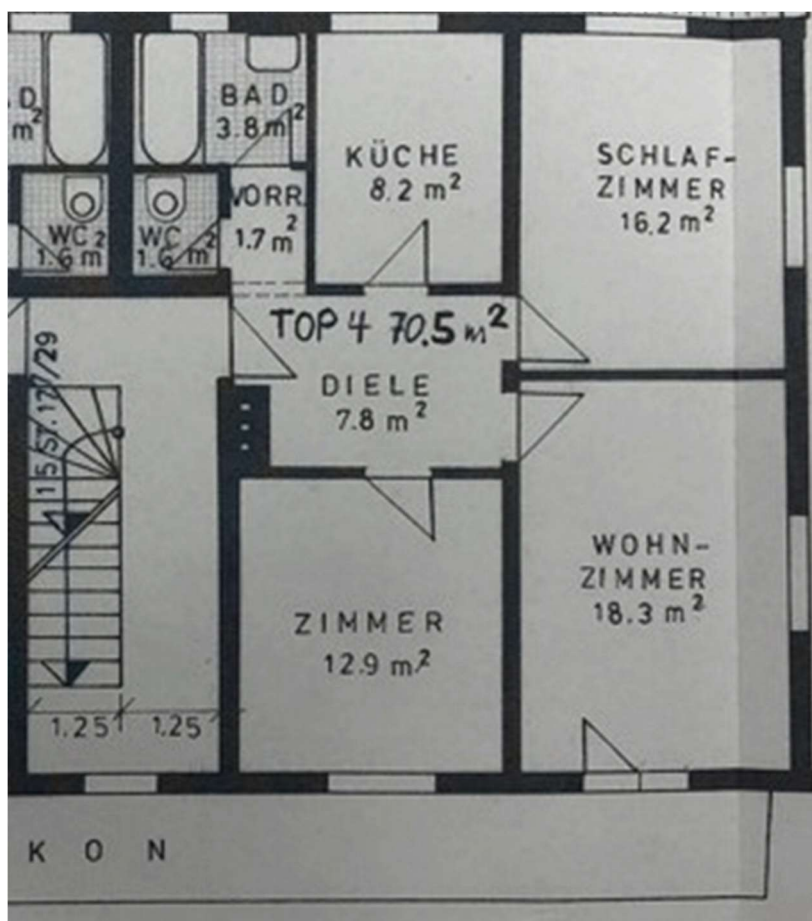 D
m²
BAD
3.8 m²
KÜCHE
8.2 m²
SCHLAF-
ZIMMER
16.2 m²
WC
1.6 m²
WC
1.6 m²
VORR.
1.7 m²
TOP 4 70.5 m²
DIELE
7.8 m²
WOHN-
ZIMMER
18.3 m²
ZIMMER
12.9 m²
1.25
1.25
KON